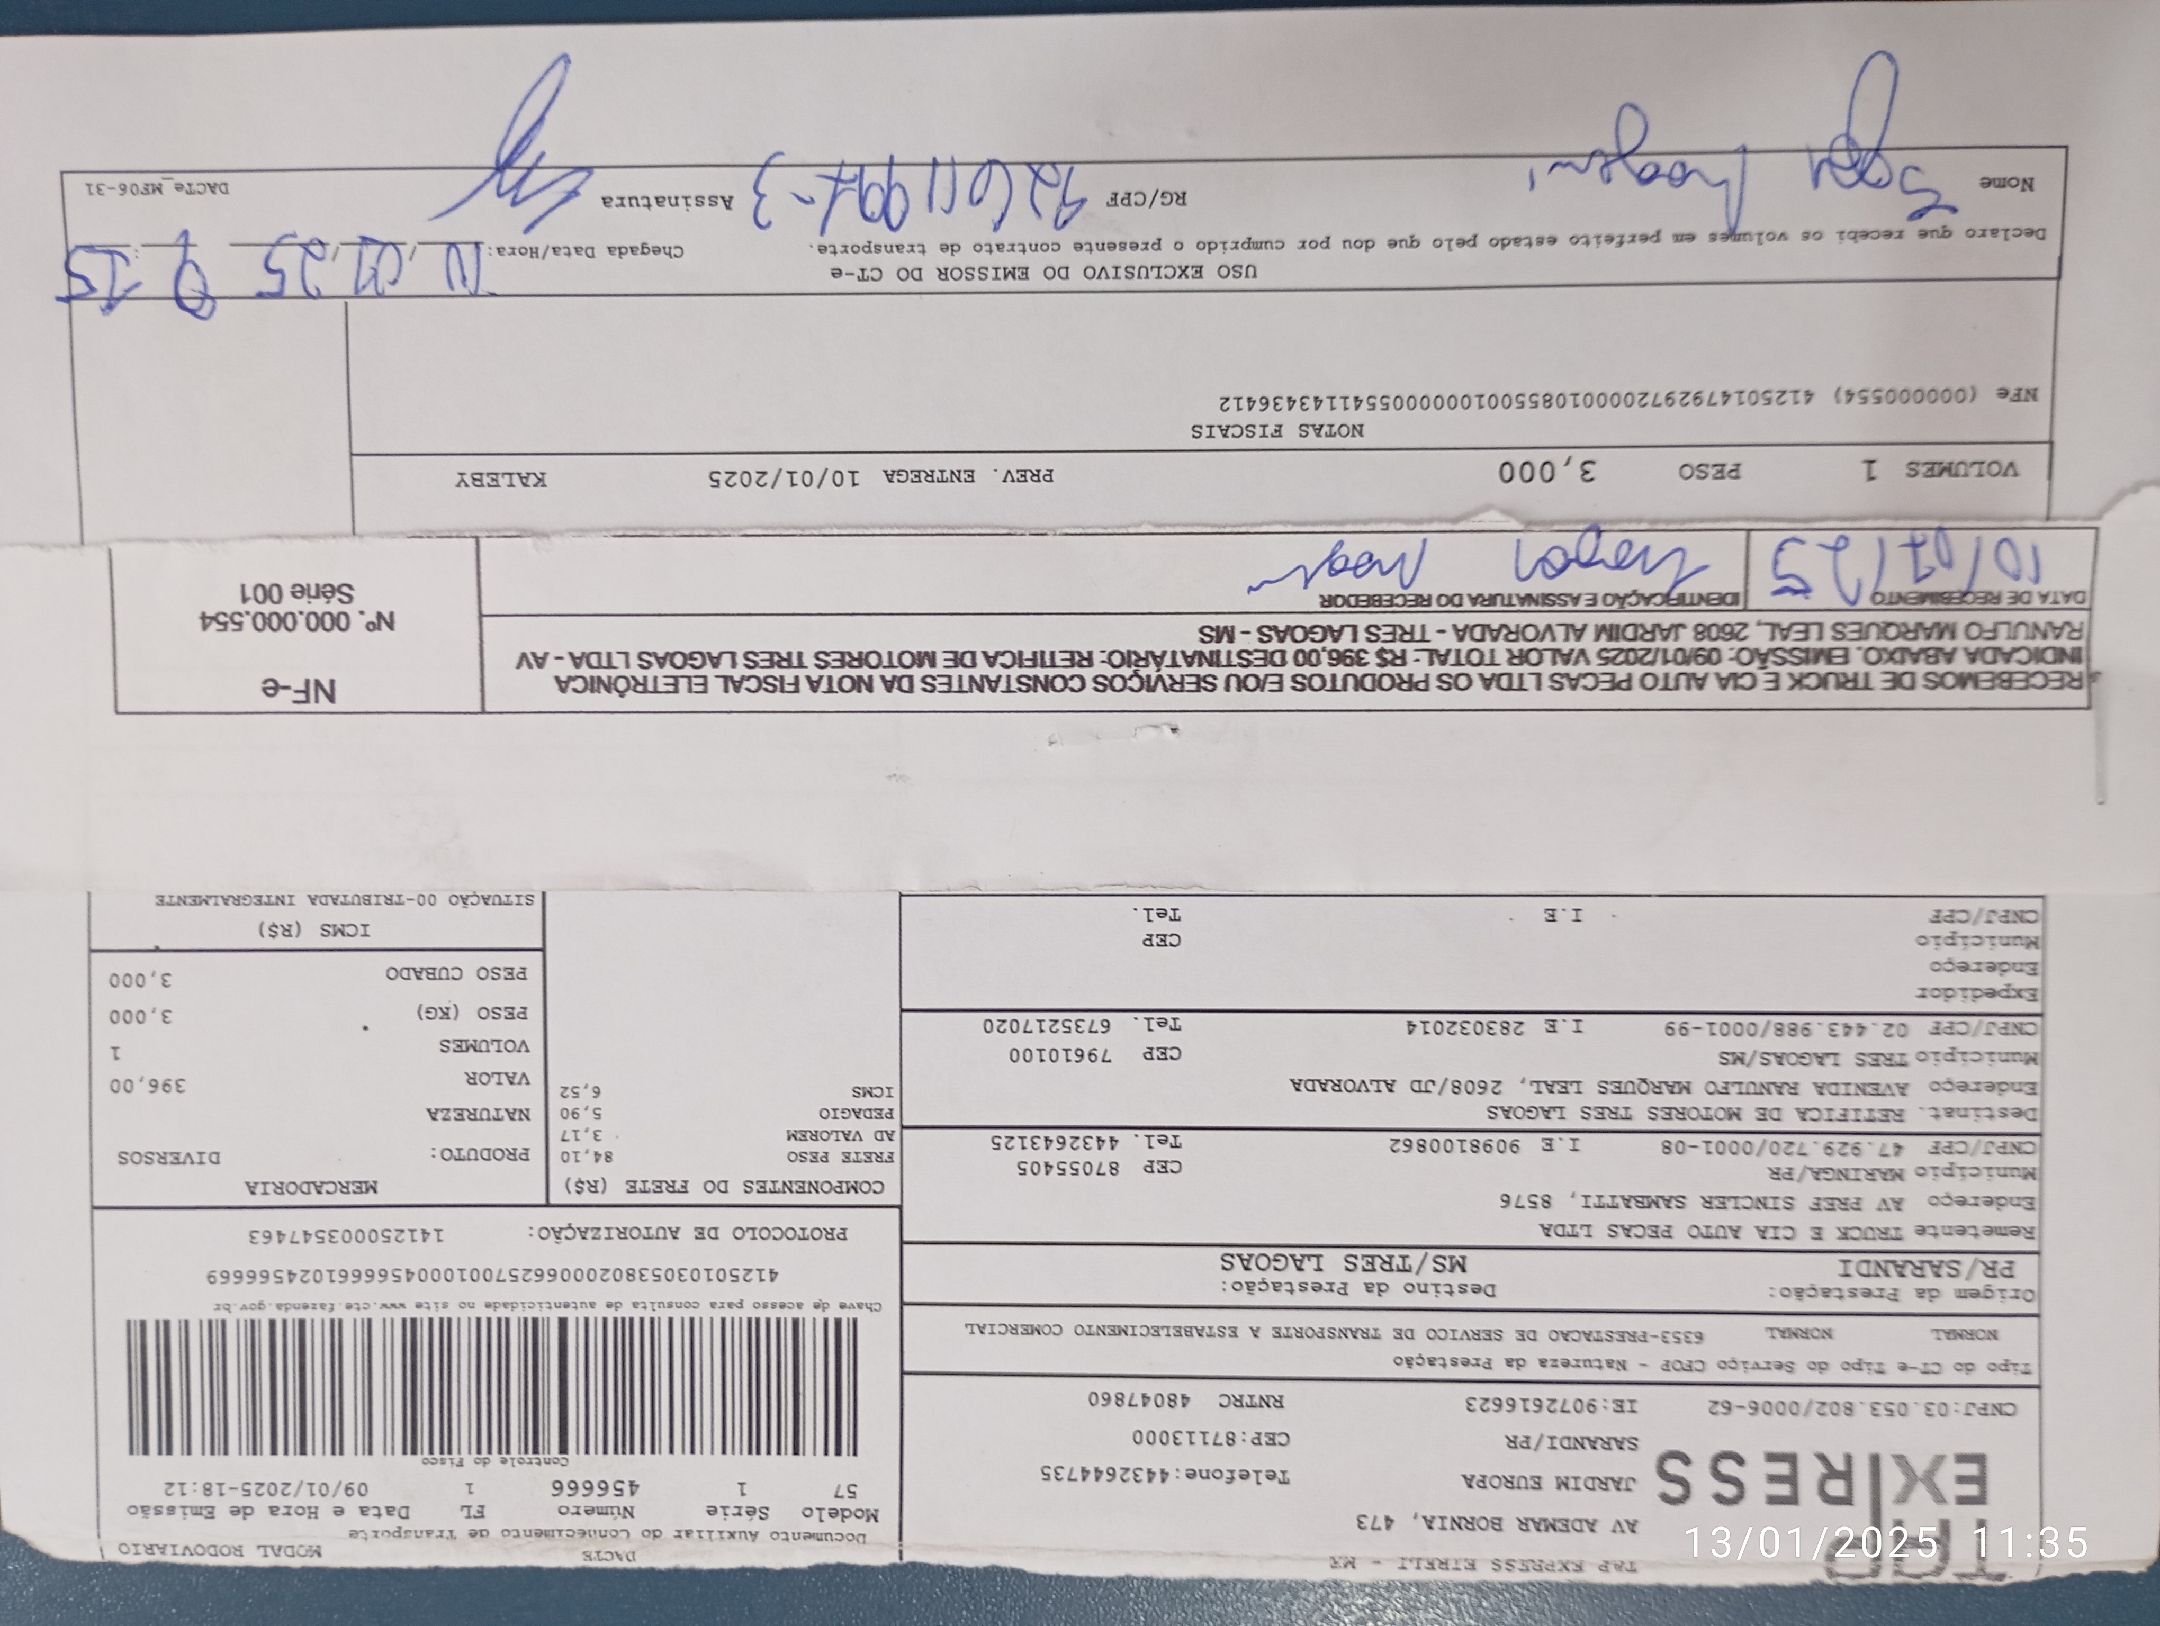 TAP EXPRESS EIRELI - MR
AV ADEMAR BORNIA, 473
JARDIM EUROPA Telefone:4432644735
SARANDI/PR CEP:87113000
EXPRESS
CNPJ:03.053.802/0006-62 IE:9072616623 RNTRC 48047860
Tipo do CT-e Tipo do Serviço CFOP - Natureza da Prestação
NORMAL NORMAL 6353-PRESTACAO DE SERVICO DE TRANSPORTE A ESTABELECIMENTO COMERCIAL
Origem da Prestação: Destino da Prestação:
PR/SARANDI MS/TRES LAGOAS
Remetente TRUCK E CIA AUTO PECAS LTDA
Endereço AV PREF SINCLER SAMBATTI, 8576
Município MARINGA/PR CEP 87055405
CNPJ/CPF 47.929.720/0001-08 I.E 9098100862 Tel. 4432643125
Destinat. RETIFICA DE MOTORES TRES LAGOAS
Endereço AVENIDA RANULFO MARQUES LEAL, 2608/JD ALVORADA
Município TRES LAGOAS/MS CEP 79610100
CNPJ/CPF 02.443.988/0001-99 I.E 283032014 Tel. 6735217020
Expedidor
Endereço
Município CEP
CNPJ/CPF I.E Tel.
DACTE MODAL RODOVIARIO
Documento Auxiliar do Conhecimento de Transporte
Modelo Série Número FL Data e Hora de Emissão
57 1 456666 1 09/01/2025-18:12
Controle do Fisco
Chave de acesso para consulta de autenticidade no site www.cte.fazenda.gov.br
41250103053802000662570010004566661024566669
PROTOCOLO DE AUTORIZAÇÃO: 141250003547463
COMPONENTES DO FRETE (R$)
FRETE PESO 84,10
AD VALOREM 3,17
PEDAGIO 5,90
ICMS 6,52
MERCADORIA
PRODUTO: DIVERSOS
NATUREZA
VALOR 396,00
VOLUMES 1
PESO (KG) 3,000
PESO CUBADO 3,000
ICMS (R$)
SITUAÇÃO 00-TRIBUTADA INTEGRALMENTE
RECEBEMOS DE TRUCK E CIA AUTO PECAS LTDA OS PRODUTOS E/OU SERVIÇOS CONSTANTES DA NOTA FISCAL ELETRÔNICA
INDICADA ABAIXO. EMISSÃO: 09/01/2025 VALOR TOTAL: R$ 396,00 DESTINATÁRIO: RETIFICA DE MOTORES TRES LAGOAS LTDA - AV
RANULFO MARQUES LEAL, 2608 JARDIM ALVORADA - TRES LAGOAS - MS
DATA DE RECEBIMENTO IDENTIFICAÇÃO E ASSINATURA DO RECEBEDOR
10/01/25
NF-e
Nº. 000.000.554
Série 001
VOLUMES 1 PESO 3,000 PREV. ENTREGA 10/01/2025 KALEBY
NOTAS FISCAIS
NFe (000000554) 41250147929720000108550010000005541143436412
USO EXCLUSIVO DO EMISSOR DO CT-e
Declaro que recebi os volumes em perfeito estado pelo que dou por cumprido o presente contrato de transporte. Chegada Data/Hora: 10/01/25 9:15
Nome RG/CPF Assinatura
DACTe_MF06-31
13/01/2025 11:35